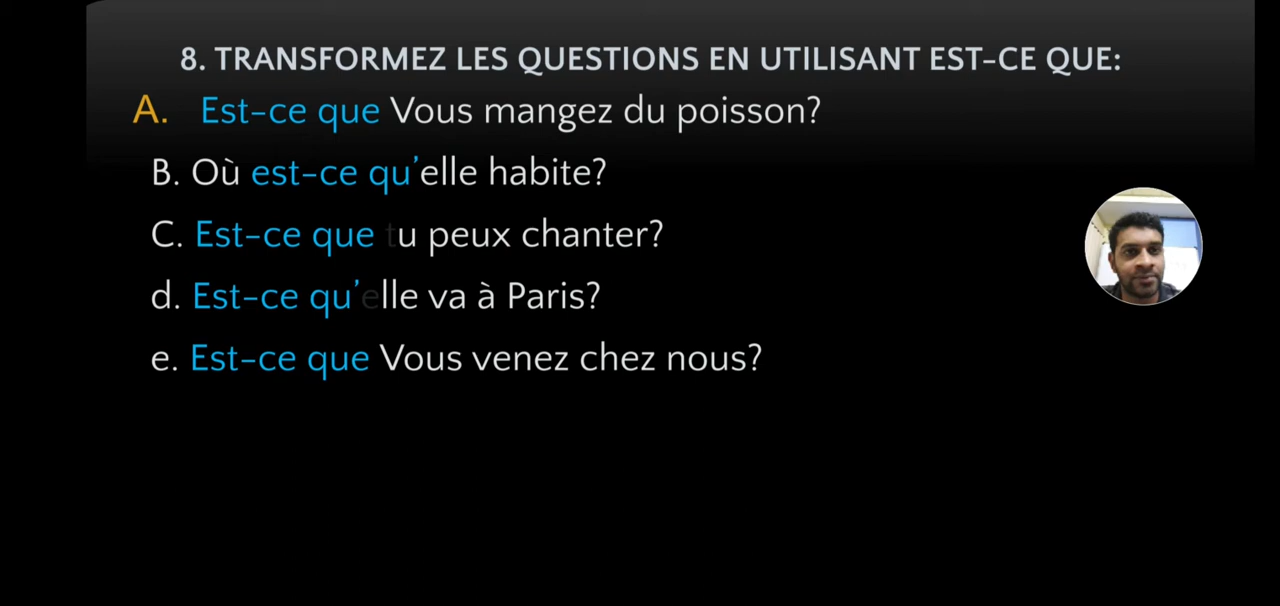 8. TRANSFORMEZ LES QUESTIONS EN UTILISANT EST-CE QUE:
A. Est-ce que Vous mangez du poisson?
B. Où est-ce qu'elle habite?
C. Est-ce que tu peux chanter?
d. Est-ce qu'elle va à Paris?
e. Est-ce que Vous venez chez nous?